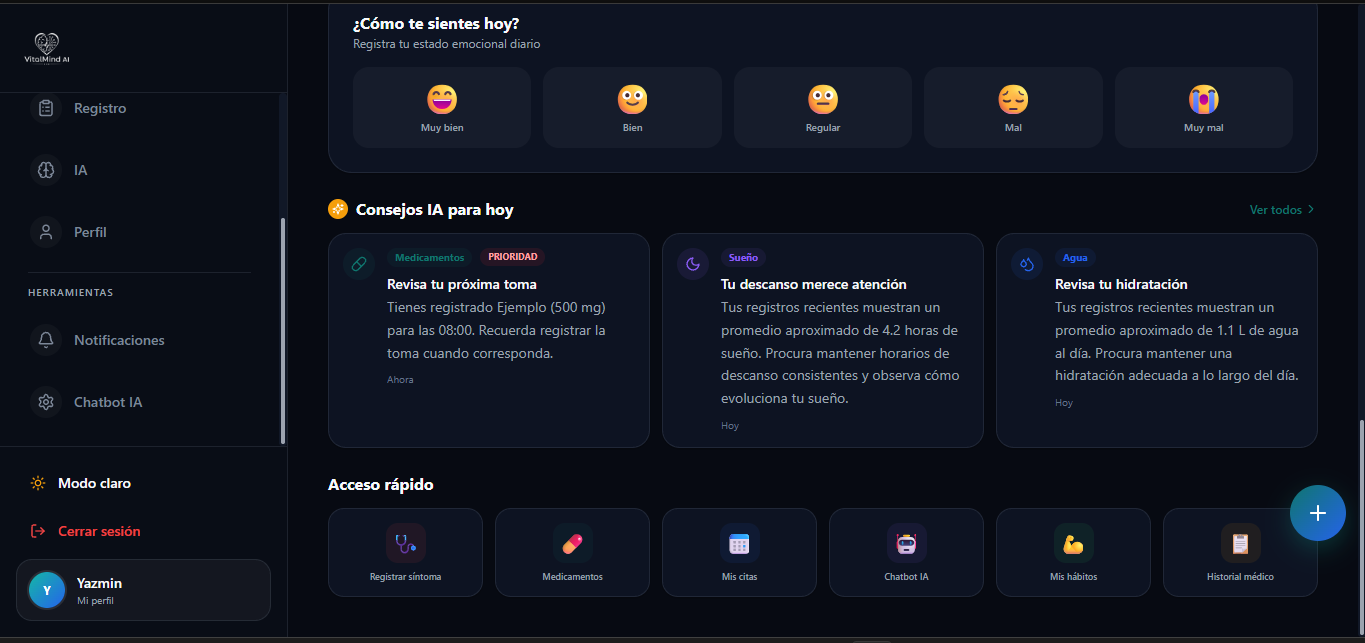 VitalMind AI
Registro
IA
Perfil
HERRAMIENTAS
Notificaciones
Chatbot IA
Modo claro
Cerrar sesión
Y
Yazmin
Mi perfil
¿Cómo te sientes hoy?
Registra tu estado emocional diario
Muy bien
Bien
Regular
Mal
Muy mal
Consejos IA para hoy
Ver todos
Medicamentos PRIORIDAD
Revisa tu próxima toma
Tienes registrado Ejemplo (500 mg)
para las 08:00. Recuerda registrar la
toma cuando corresponda.
Ahora
Sueño
Tu descanso merece atención
Tus registros recientes muestran un
promedio aproximado de 4.2 horas de
sueño. Procura mantener horarios de
descanso consistentes y observa cómo
evoluciona tu sueño.
Hoy
Agua
Revisa tu hidratación
Tus registros recientes muestran un
promedio aproximado de 1.1 L de agua
al día. Procura mantener una
hidratación adecuada a lo largo del día.
Hoy
Acceso rápido
Registrar síntoma
Medicamentos
Mis citas
Chatbot IA
Mis hábitos
Historial médico